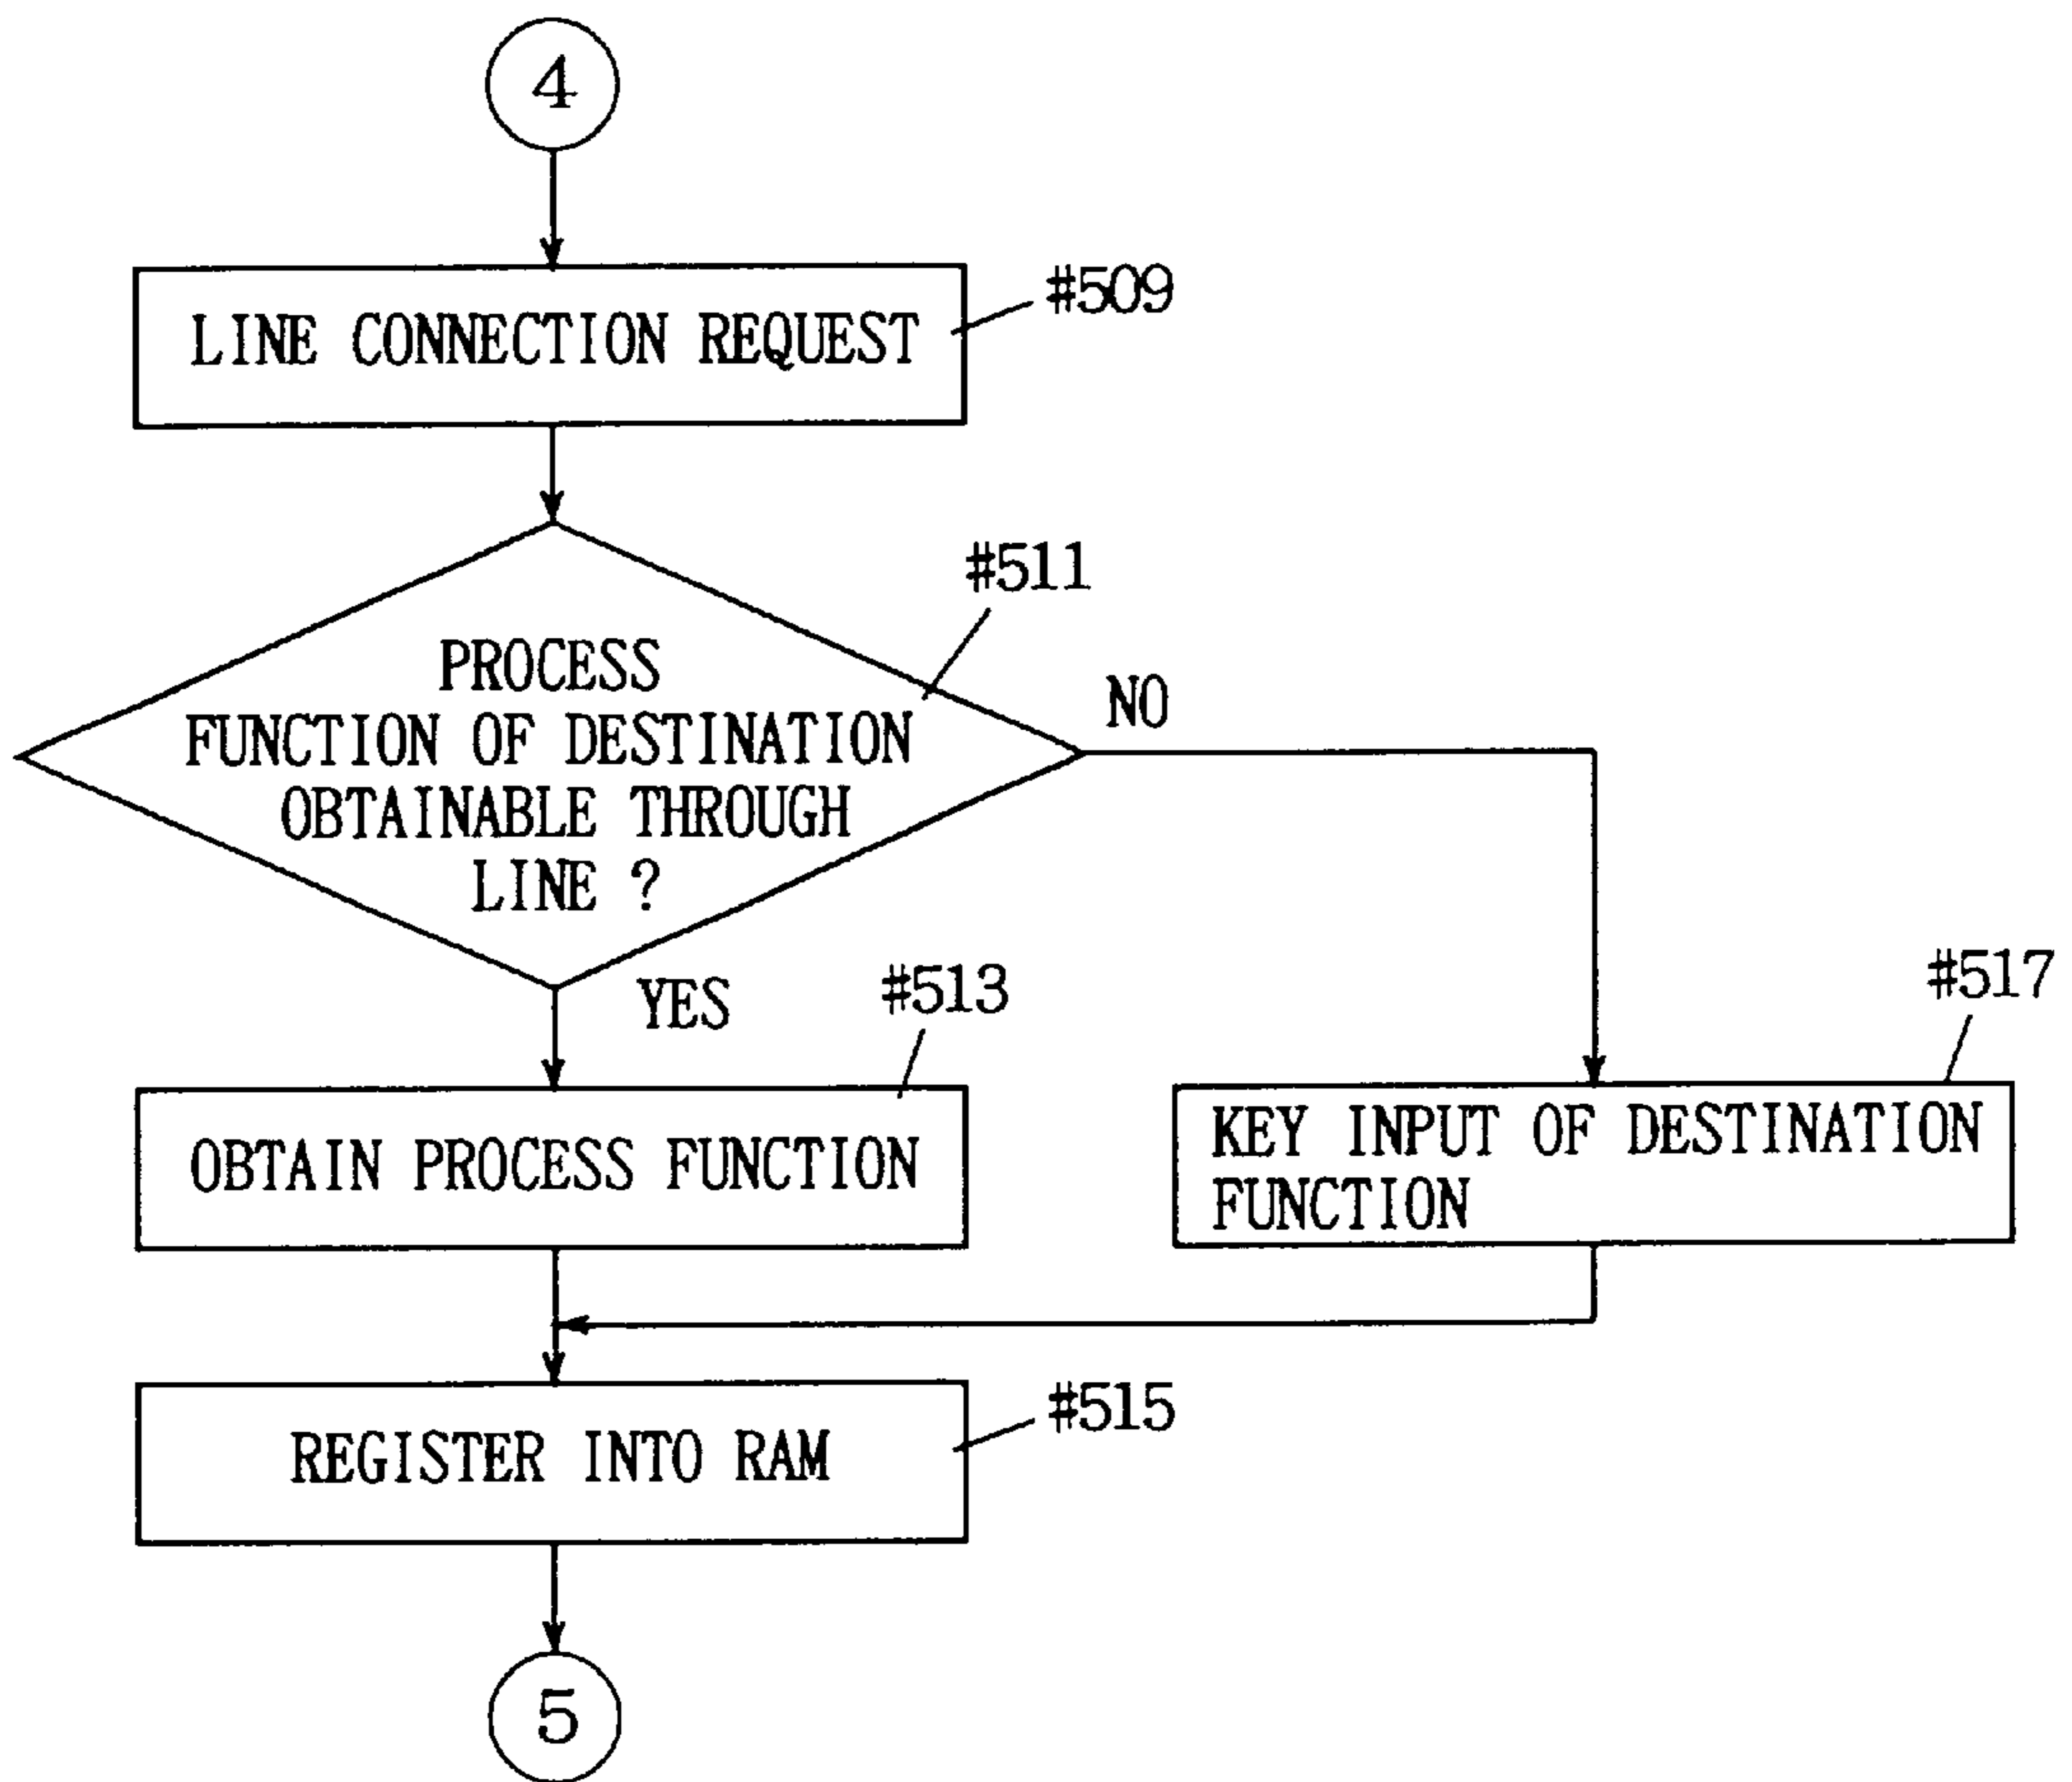 4
LINE CONNECTION REQUEST
#509
#511
PROCESS
FUNCTION OF DESTINATION
OBTAINABLE THROUGH
LINE ?
NO
YES
#513
#517
OBTAIN PROCESS FUNCTION
KEY INPUT OF DESTINATION
FUNCTION
#515
REGISTER INTO RAM
5